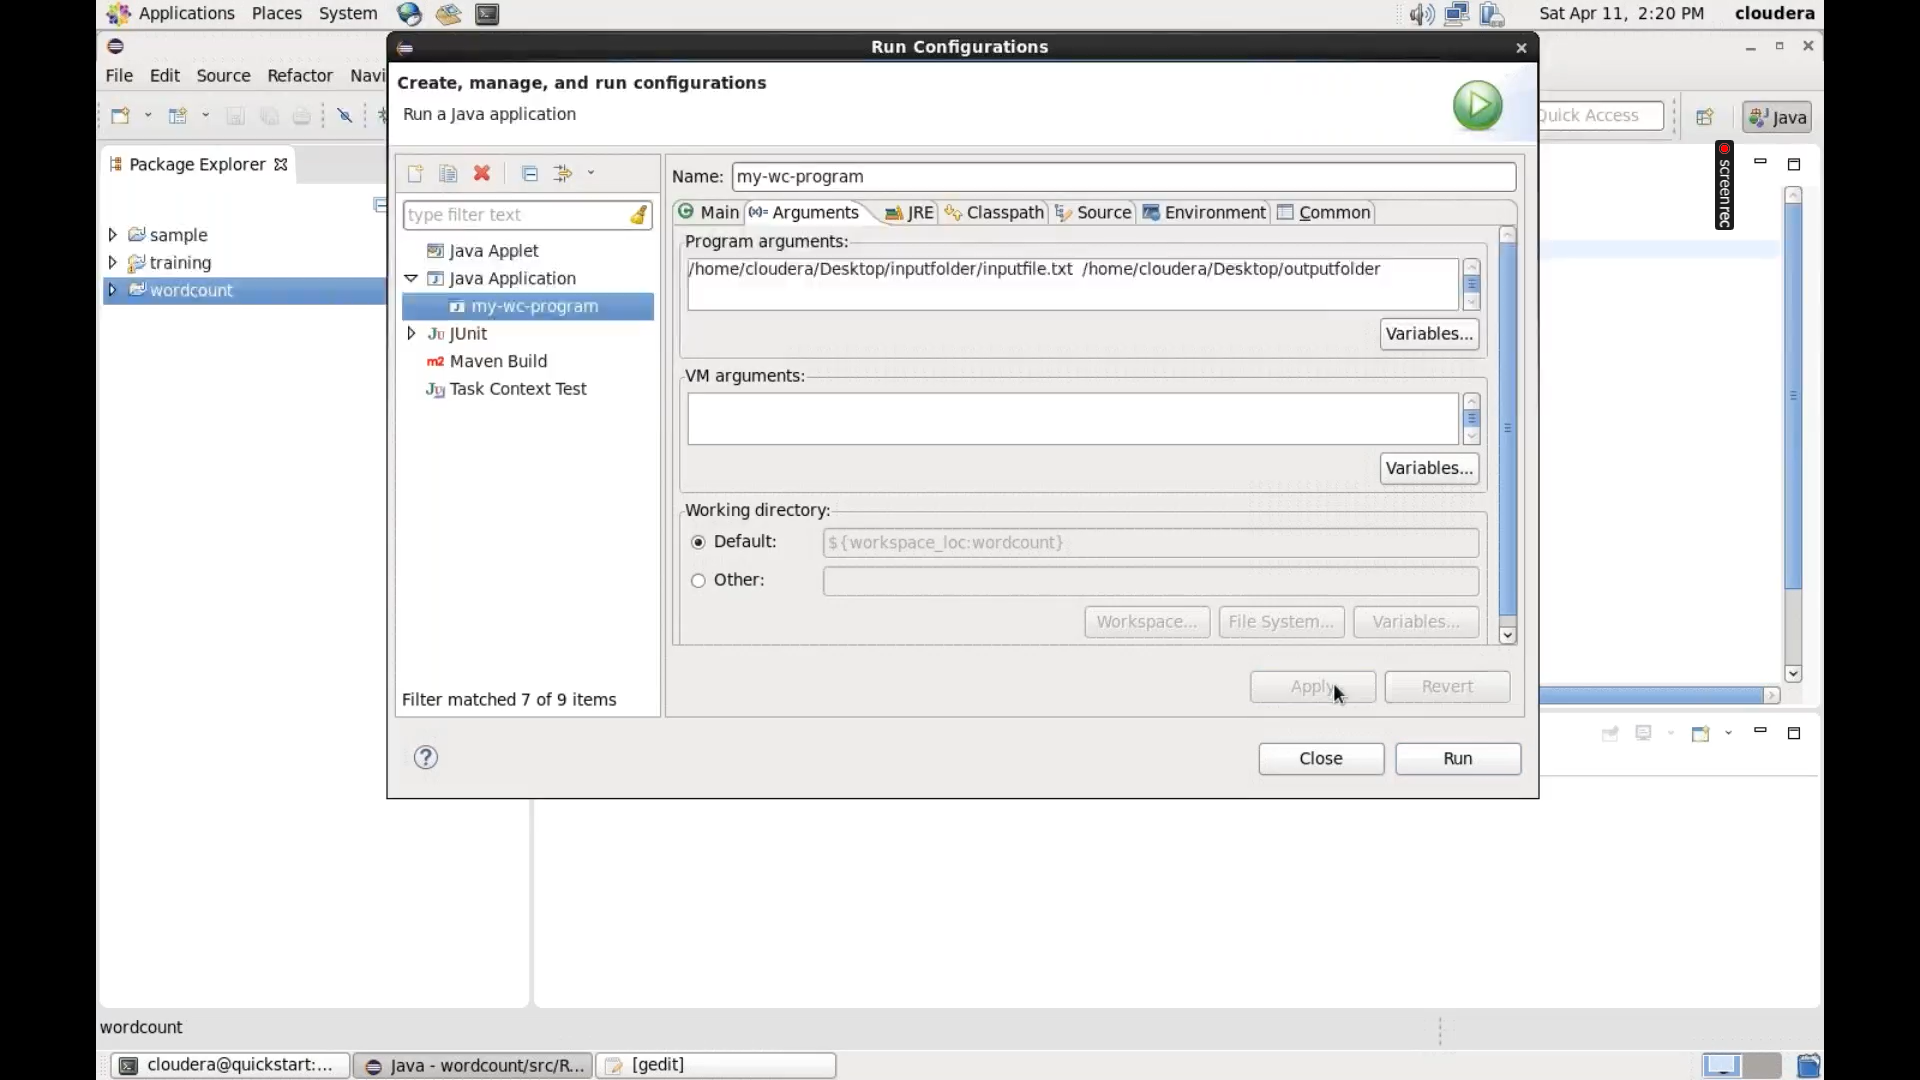 Applications Places System Sat Apr 11, 2:20 PM cloudera
Run Configurations
File Edit Source Refactor Navi
Create, manage, and run configurations
Run a Java application
Quick Access Java
Package Explorer
screenrec
Name: my-wc-program
type filter text
Main (x)= Arguments JRE Classpath Source Environment Common
sample
training
wordcount
Java Applet
Java Application
my-wc-program
JUnit
Maven Build
Task Context Test
Program arguments:
/home/cloudera/Desktop/inputfolder/inputfile.txt /home/cloudera/Desktop/outputfolder
Variables...
VM arguments:
Variables...
Working directory:
Default: ${workspace_loc:wordcount}
Other:
Workspace... File System... Variables...
Filter matched 7 of 9 items
Apply Revert
Close Run
wordcount
cloudera@quickstart:... Java - wordcount/src/R... [gedit]